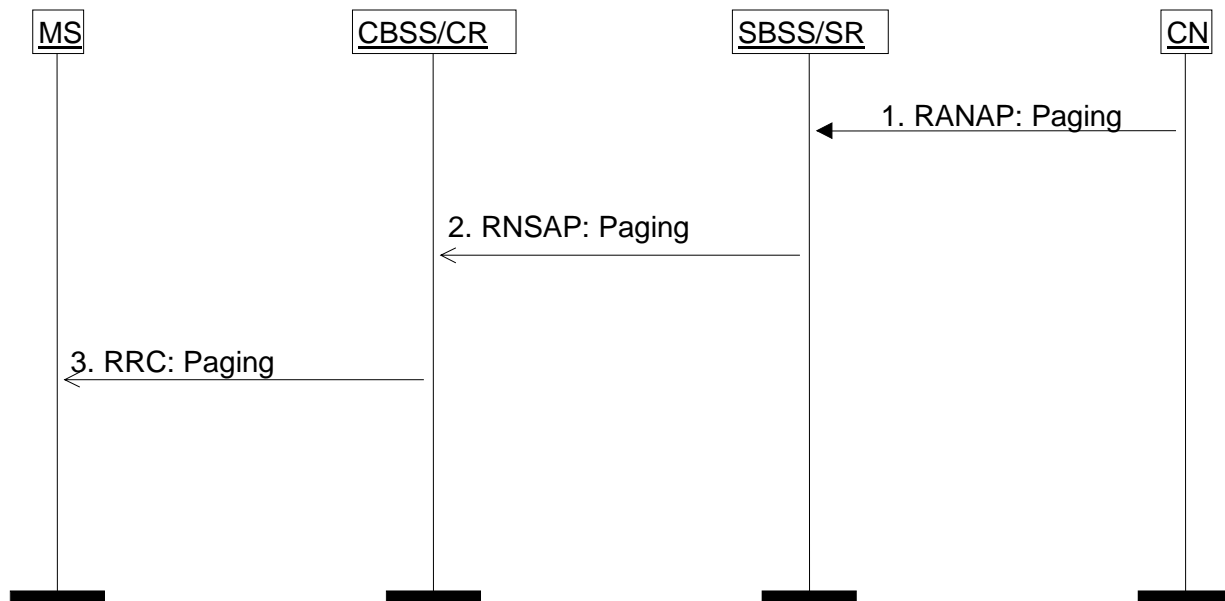 MS
CBSS/CR
SBSS/SR
CN
1. RANAP: Paging
2. RNSAP: Paging
3. RRC: Paging